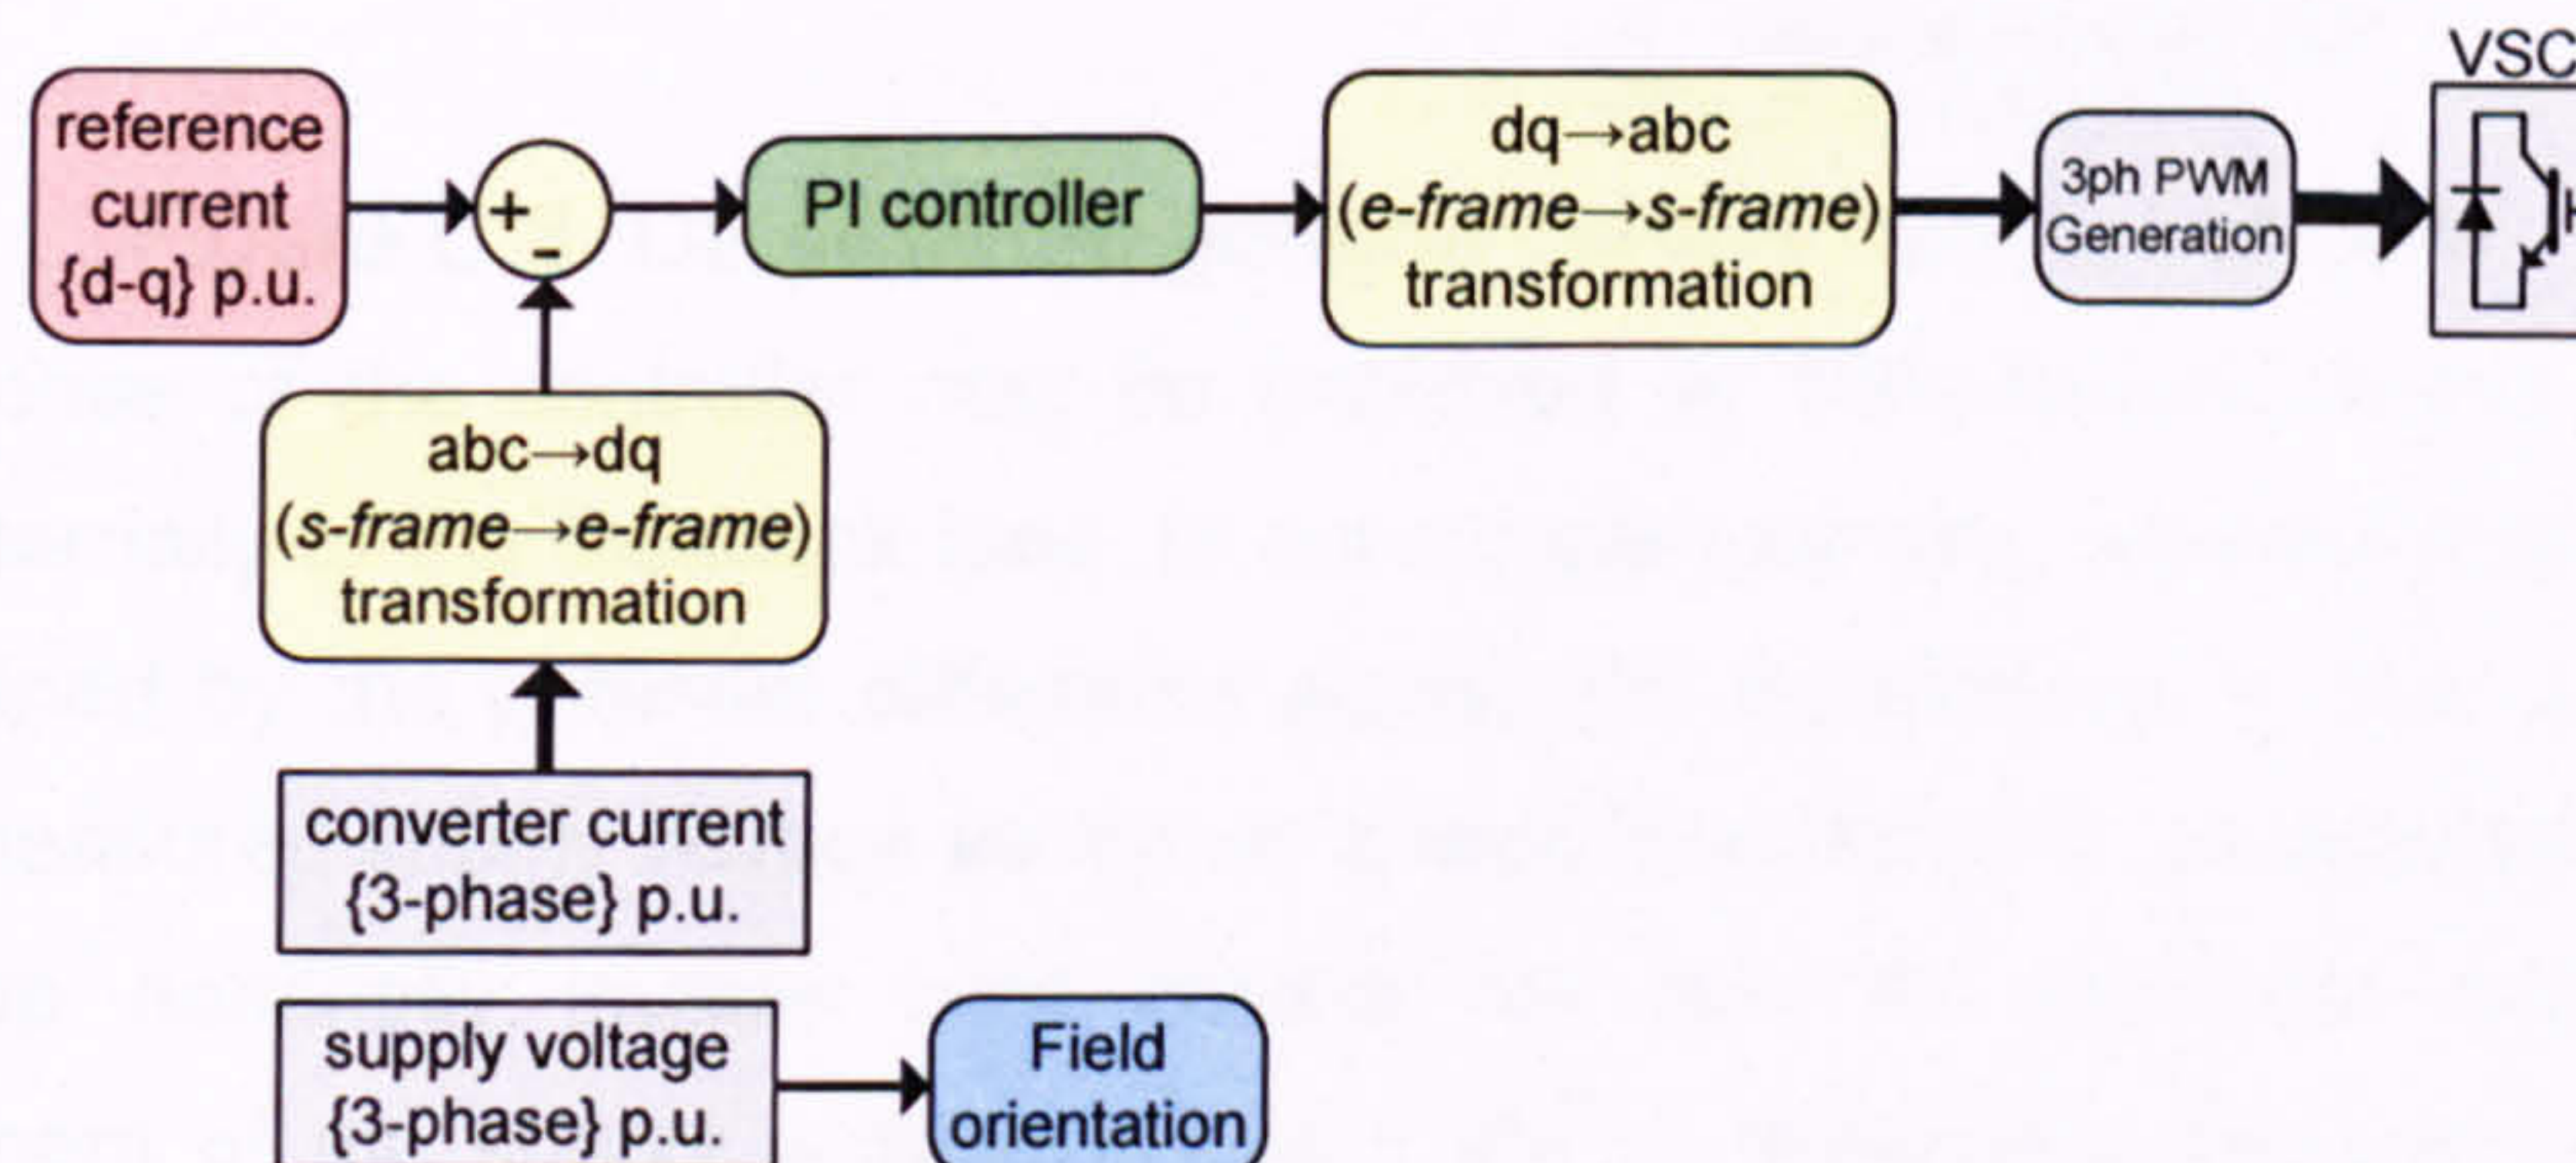 VSC
reference
current
{d-q} p.u.
+
-
PI controller
dq→abc
(e-frame→s-frame)
transformation
3ph PWM
Generation
abc→dq
(s-frame→e-frame)
transformation
converter current
{3-phase} p.u.
supply voltage
{3-phase} p.u.
Field
orientation